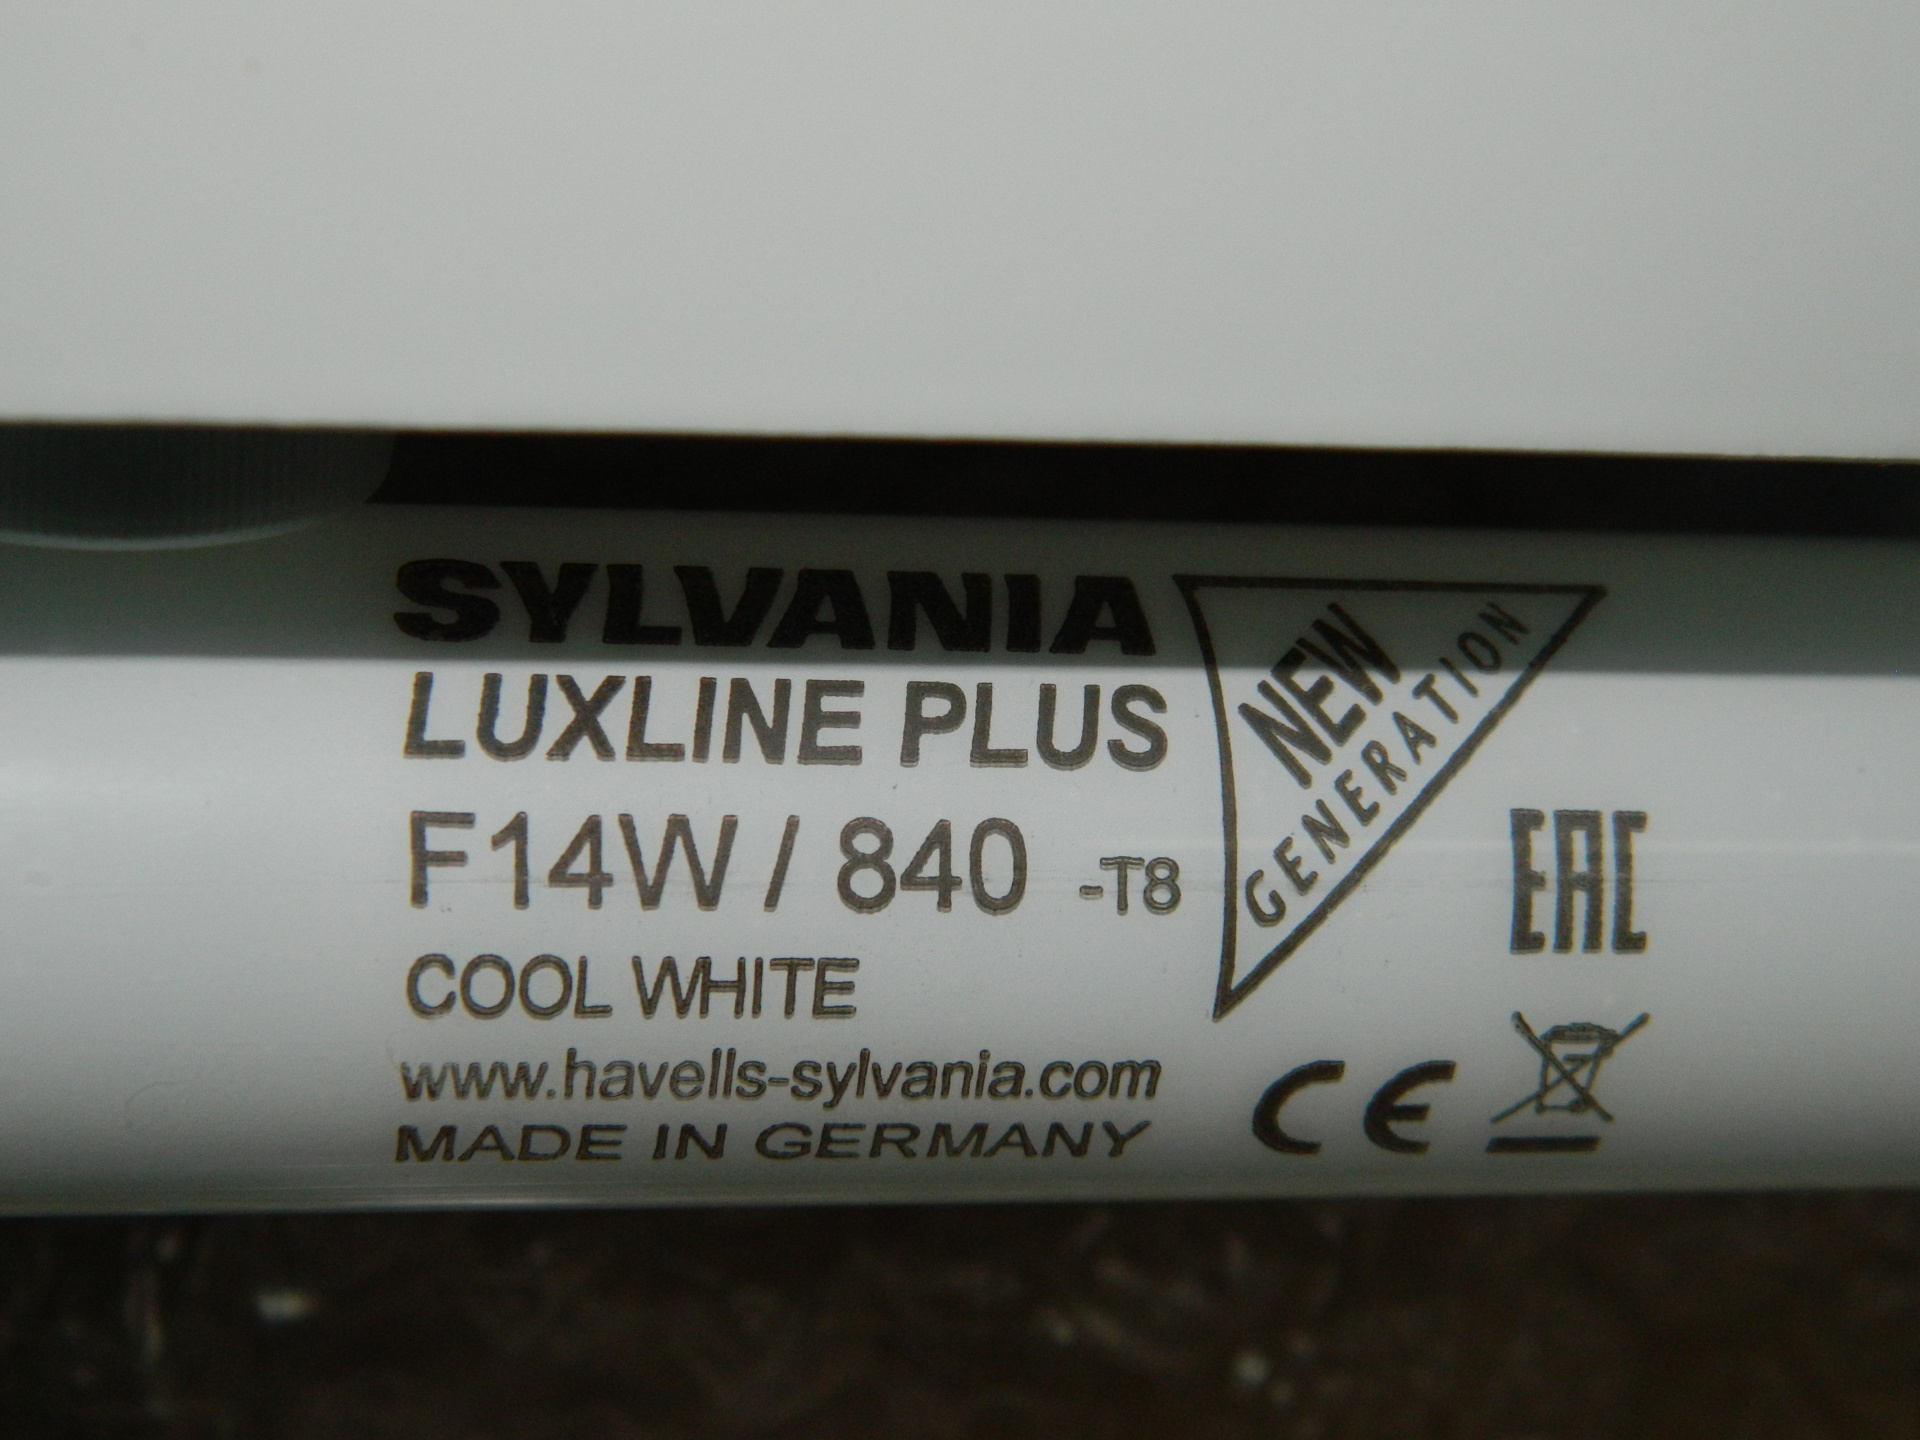 SYLVANIA
LUXLINE PLUS
F14W / 840 -T8
COOL WHITE
www.havells-sylvania.com
MADE IN GERMANY
NEW
GENERATION
EAC
CE